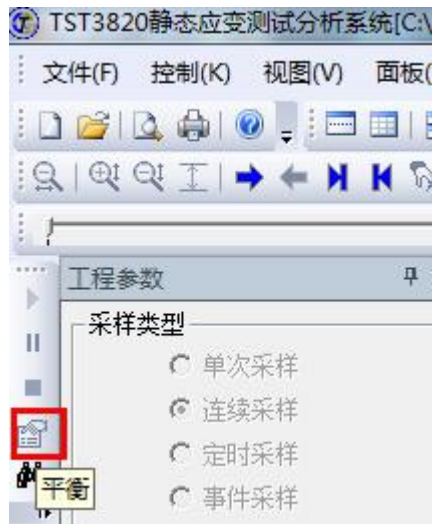 TST3820静态应变测试分析系统[C:\
文件(F) 控制(K) 视图(V) 面板(
工程参数
采样类型
单次采样
连续采样
定时采样
平衡
事件采样